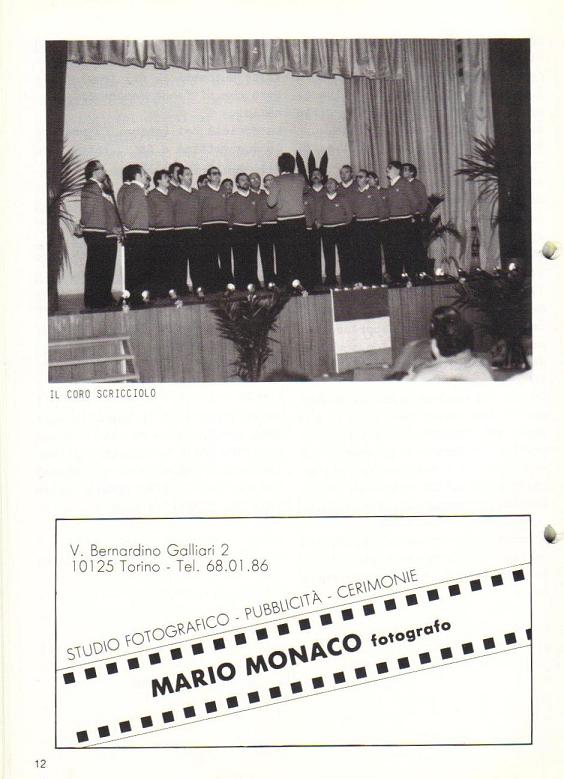 IL CORO SCRICCIOLO
V. Bernardino Galliari 2
10125 Torino - Tel. 68.01.86
STUDIO FOTOGRAFICO - PUBBLICITÀ - CERIMONIE
MARIO MONACO fotografo
12